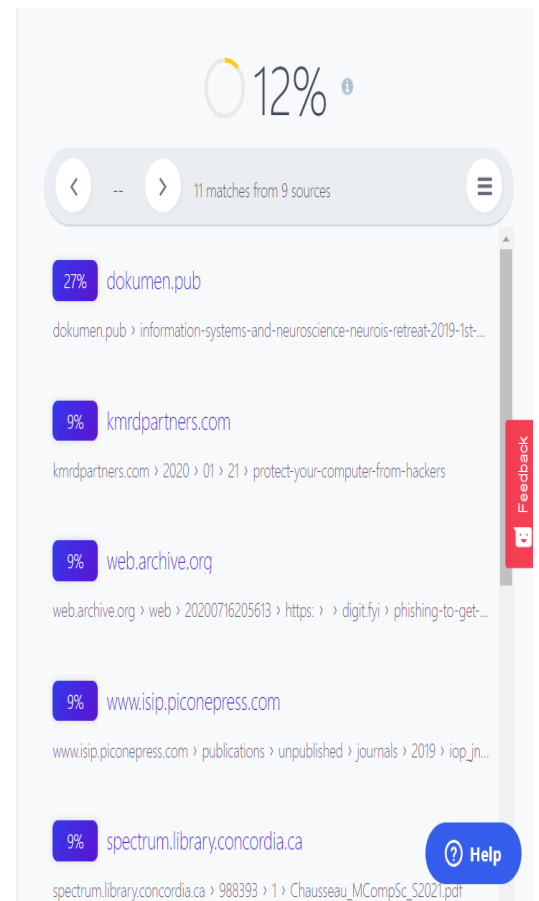 12%
-- 11 matches from 9 sources
27% dokumen.pub
dokumen.pub › information-systems-and-neuroscience-neurois-retreat-2019-1st-...
9% kmrdpartners.com
kmrdpartners.com › 2020 › 01 › 21 › protect-your-computer-from-hackers
Feedback
9% web.archive.org
web.archive.org › web › 20200716205613 › https: › › digit.fyi › phishing-to-get-...
9% www.isip.piconepress.com
www.isip.piconepress.com › publications › unpublished › journals › 2019 › iop_jn...
9% spectrum.library.concordia.ca
Help
spectrum.library.concordia.ca › 988393 › 1 › Chausseau_MCompSc_S2021.pdf